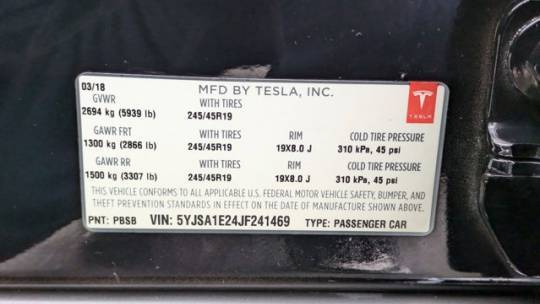 03/18 MFD BY TESLA, INC.
GVWR WITH TIRES
2694 kg (5939 lb) 245/45R19
TESLA
GAWR FRT WITH TIRES RIM COLD TIRE PRESSURE
1300 kg (2866 lb) 245/45R19 19X8.0 J 310 kPa, 45 psi
GAWR RR WITH TIRES RIM COLD TIRE PRESSURE
1500 kg (3307 lb) 245/45R19 19X8.0 J 310 kPa, 45 psi
THIS VEHICLE CONFORMS TO ALL APPLICABLE U.S. FEDERAL MOTOR VEHICLE SAFETY, BUMPER, AND
THEFT PREVENTION STANDARDS IN EFFECT ON THE DATE OF MANUFACTURE SHOWN ABOVE.
PNT: PBSB VIN: 5YJSA1E24JF241469 TYPE: PASSENGER CAR